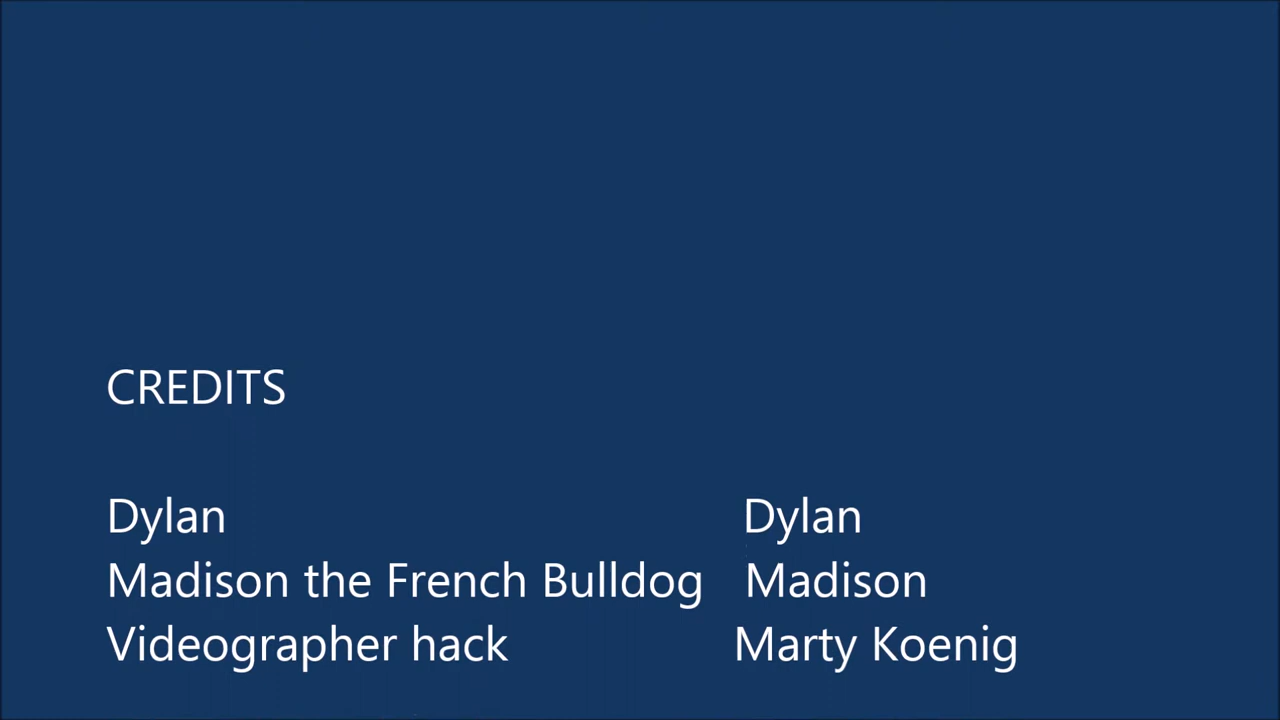 CREDITS
Dylan Dylan
Madison the French Bulldog Madison
Videographer hack Marty Koenig